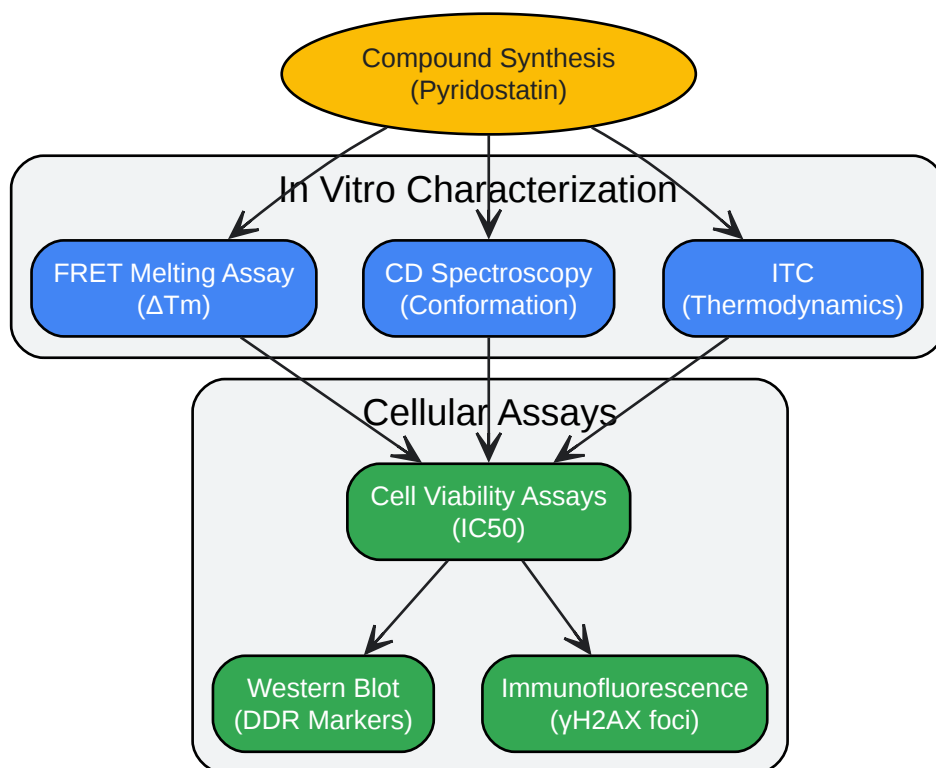 Compound Synthesis
(Pyridostatin)
In Vitro Characterization
FRET Melting Assay
(ΔTm)
CD Spectroscopy
(Conformation)
ITC
(Thermodynamics)
Cellular Assays
Cell Viability Assays
(IC50)
Western Blot
(DDR Markers)
Immunofluorescence
(γH2AX foci)